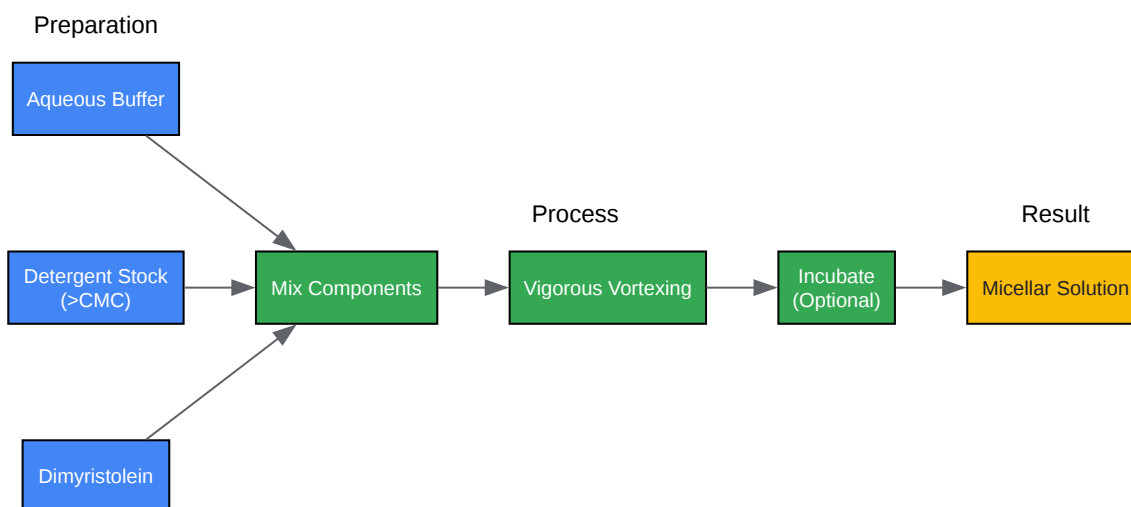 Preparation
Aqueous Buffer
Process
Result
Detergent Stock
(>CMC)
Mix Components
Vigorous Vortexing
Incubate
(Optional)
Micellar Solution
Dimyristolein